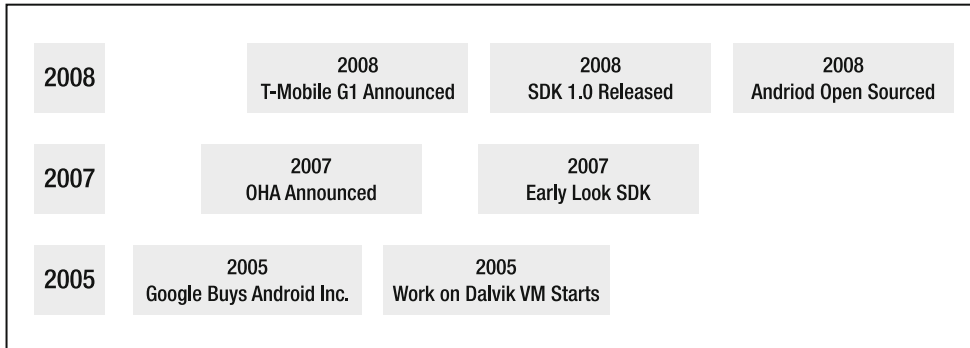 2008
2008
T-Mobile G1 Announced
2008
SDK 1.0 Released
2008
Andriod Open Sourced
2007
2007
OHA Announced
2007
Early Look SDK
2005
2005
Google Buys Android Inc.
2005
Work on Dalvik VM Starts